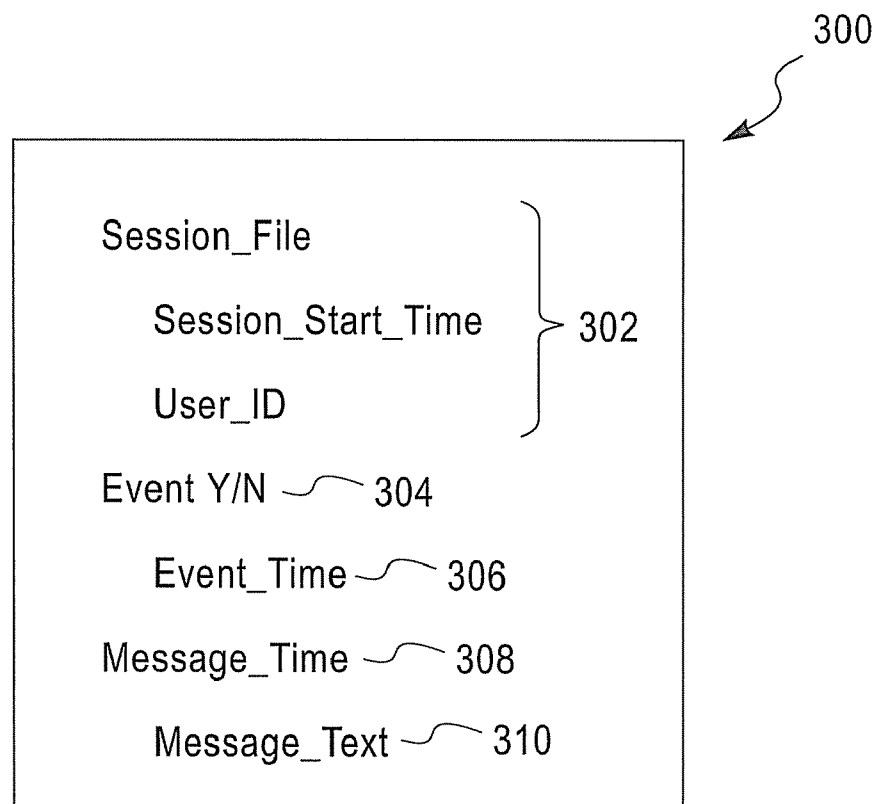 300
Session_File
Session_Start_Time
302
User_ID
Event Y/N 304
Event_Time 306
Message_Time 308
Message_Text 310